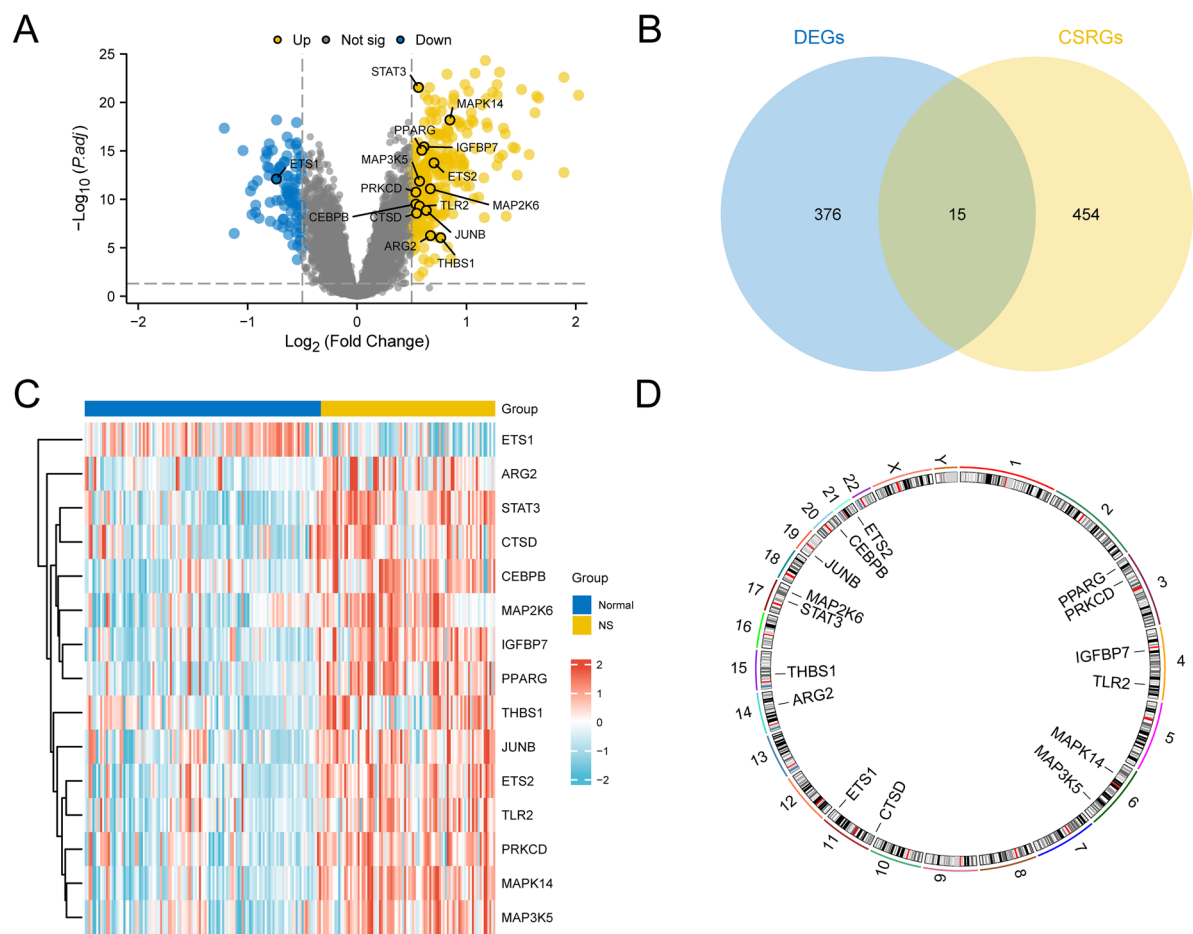 A
Up Not sig Down
25
20
15
10
5
0
−Log10 (P.adj)
STAT3
MAPK14
PPARG
IGFBP7
MAP3K5
ETS2
ETS1
PRKCD
MAP2K6
CEBPB
CTSD
TLR2
JUNB
ARG2
THBS1
−2 −1 0 1 2
Log2 (Fold Change)
B
DEGs CSRGs
376 15 454
C
Group
ETS1
ARG2
STAT3
CTSD
CEBPB
MAP2K6
IGFBP7
PPARG
THBS1
JUNB
ETS2
TLR2
PRKCD
MAPK14
MAP3K5
Group
Normal
NS
2
1
0
−1
−2
D
1
2
3
4
5
6
7
8
9
10
11
12
13
14
15
16
17
18
19
20
21
22
X
Y
PPARG
PRKCD
IGFBP7
TLR2
MAPK14
MAP3K5
CTSD
ETS1
ARG2
THBS1
STAT3
MAP2K6
JUNB
CEBPB
ETS2